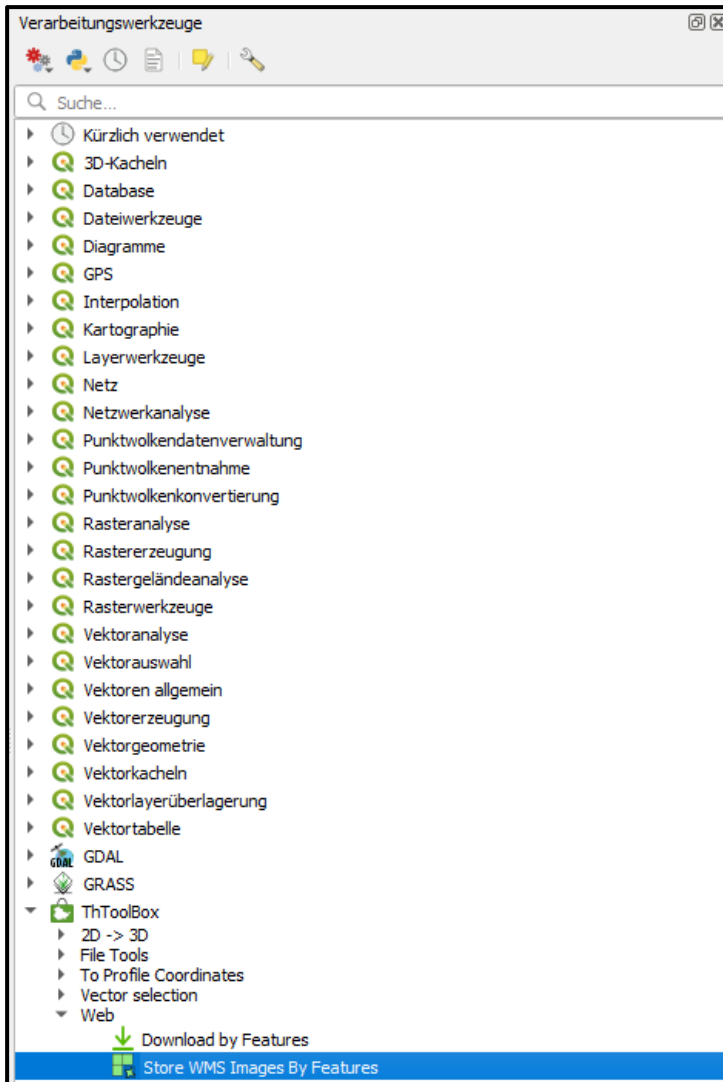 Verarbeitungswerkzeuge
Suche...
Kürzlich verwendet
3D-Kacheln
Database
Dateiwerkzeuge
Diagramme
GPS
Interpolation
Kartographie
Layerwerkzeuge
Netz
Netzwerkanalyse
Punktwolkendatenverwaltung
Punktwolkenentnahme
Punktwolkenkonvertierung
Rasteranalyse
Rastererzeugung
Rastergeländeanalyse
Rasterwerkzeuge
Vektoranalyse
Vektorauswahl
Vektoren allgemein
Vektorerzeugung
Vektorgeometrie
Vektorkacheln
Vektorlayerüberlagerung
Vektortabelle
GDAL GDAL
GRASS
ThToolBox
2D -> 3D
File Tools
To Profile Coordinates
Vector selection
Web
Download by Features
Store WMS Images By Features